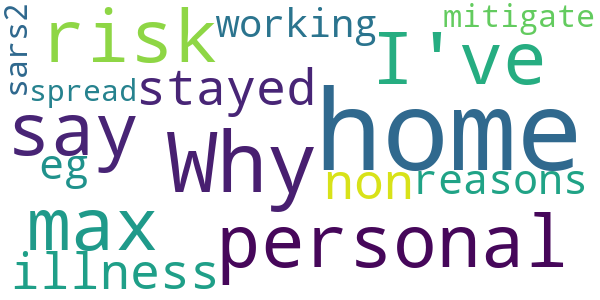 sars2
risk
working
mitigate
I've
spread
stayed
say
Why
home
eg
non
reasons
max
personal
illness